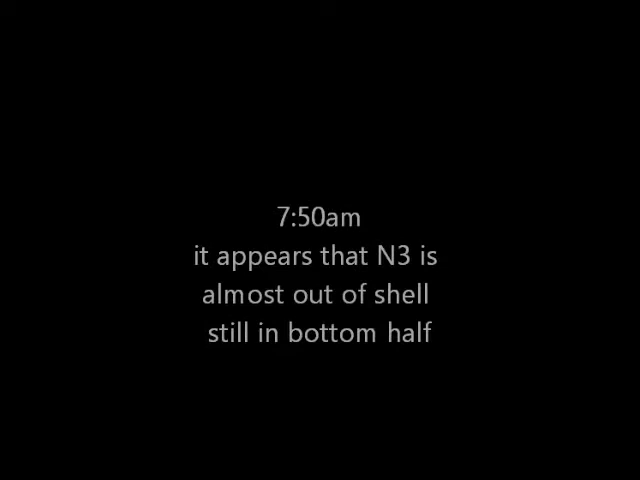 7:50am
it appears that N3 is
almost out of shell
still in bottom half